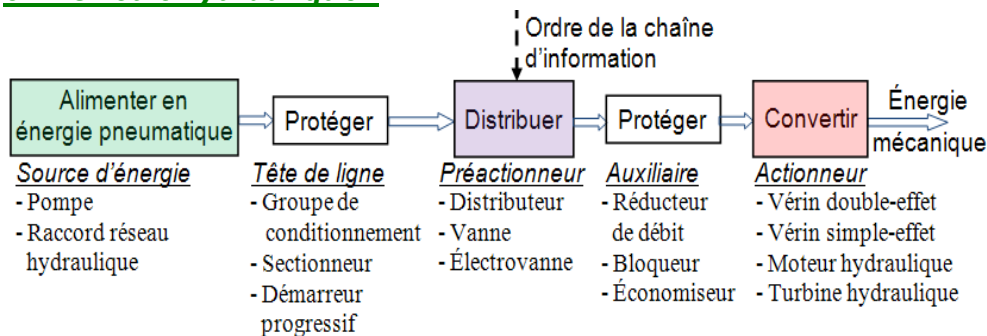 Ordre de la chaîne
d'information
Alimenter en
énergie pneumatique
Protéger
Distribuer
Protéger
Convertir
Énergie
mécanique
Source d'énergie
- Pompe
- Raccord réseau
hydraulique
Tête de ligne
- Groupe de
conditionnement
- Sectionneur
- Démarreur
progressif
Préactionneur
- Distributeur
- Vanne
- Électrovanne
Auxiliaire
- Réducteur
de débit
- Bloqueur
- Économiseur
Actionneur
- Vérin double-effet
- Vérin simple-effet
- Moteur hydraulique
- Turbine hydraulique